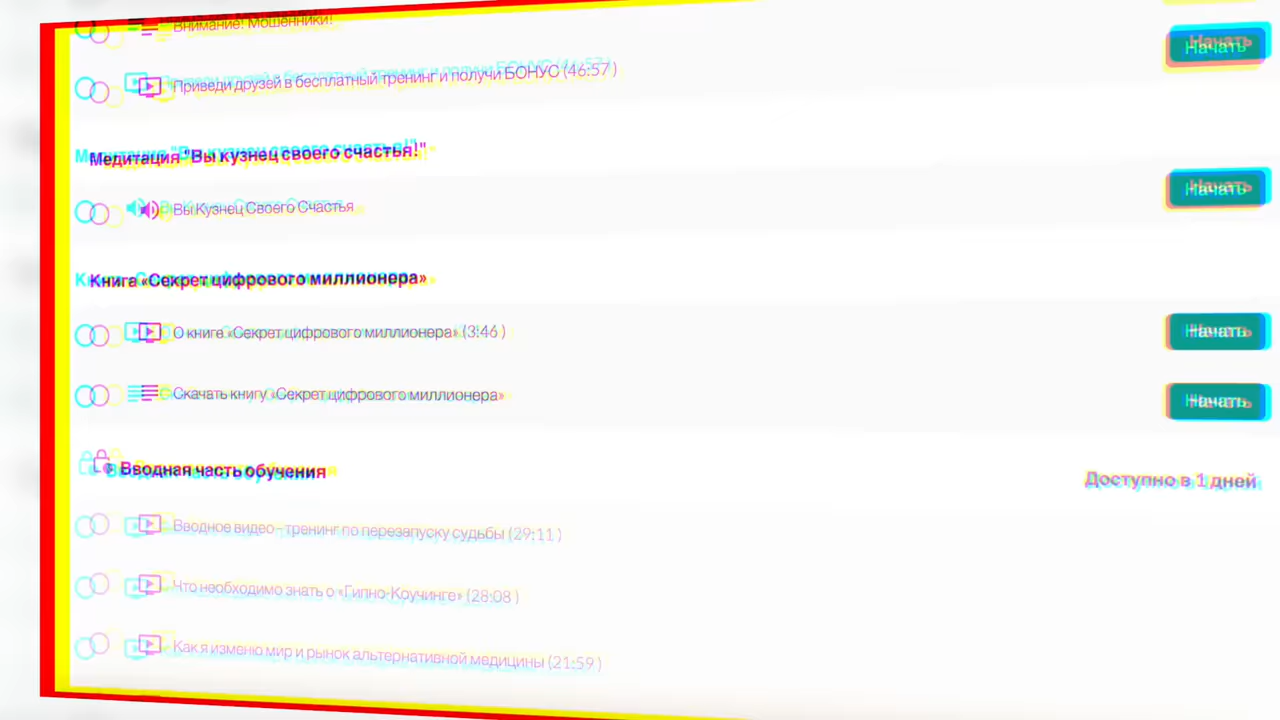 Внимание! Мошенники!
Начать
Приведи друзей в бесплатный тренинг и получи БОНУС (46:57 )
Медитация "Вы кузнец своего счастья!"
Вы Кузнец Своего Счастья
Начать
Книга «Секрет цифрового миллионера»
О книге «Секрет цифрового миллионера» (3:46 )
Начать
Скачать книгу «Секрет цифрового миллионера»
Начать
Вводная часть обучения
Доступно в 1 дней
Вводное видео - тренинг по перезапуску судьбы (29:11 )
Что необходимо знать о «Гипно-Коучинге» (28:08 )
Как я изменю мир и рынок альтернативной медицины (21:59 )